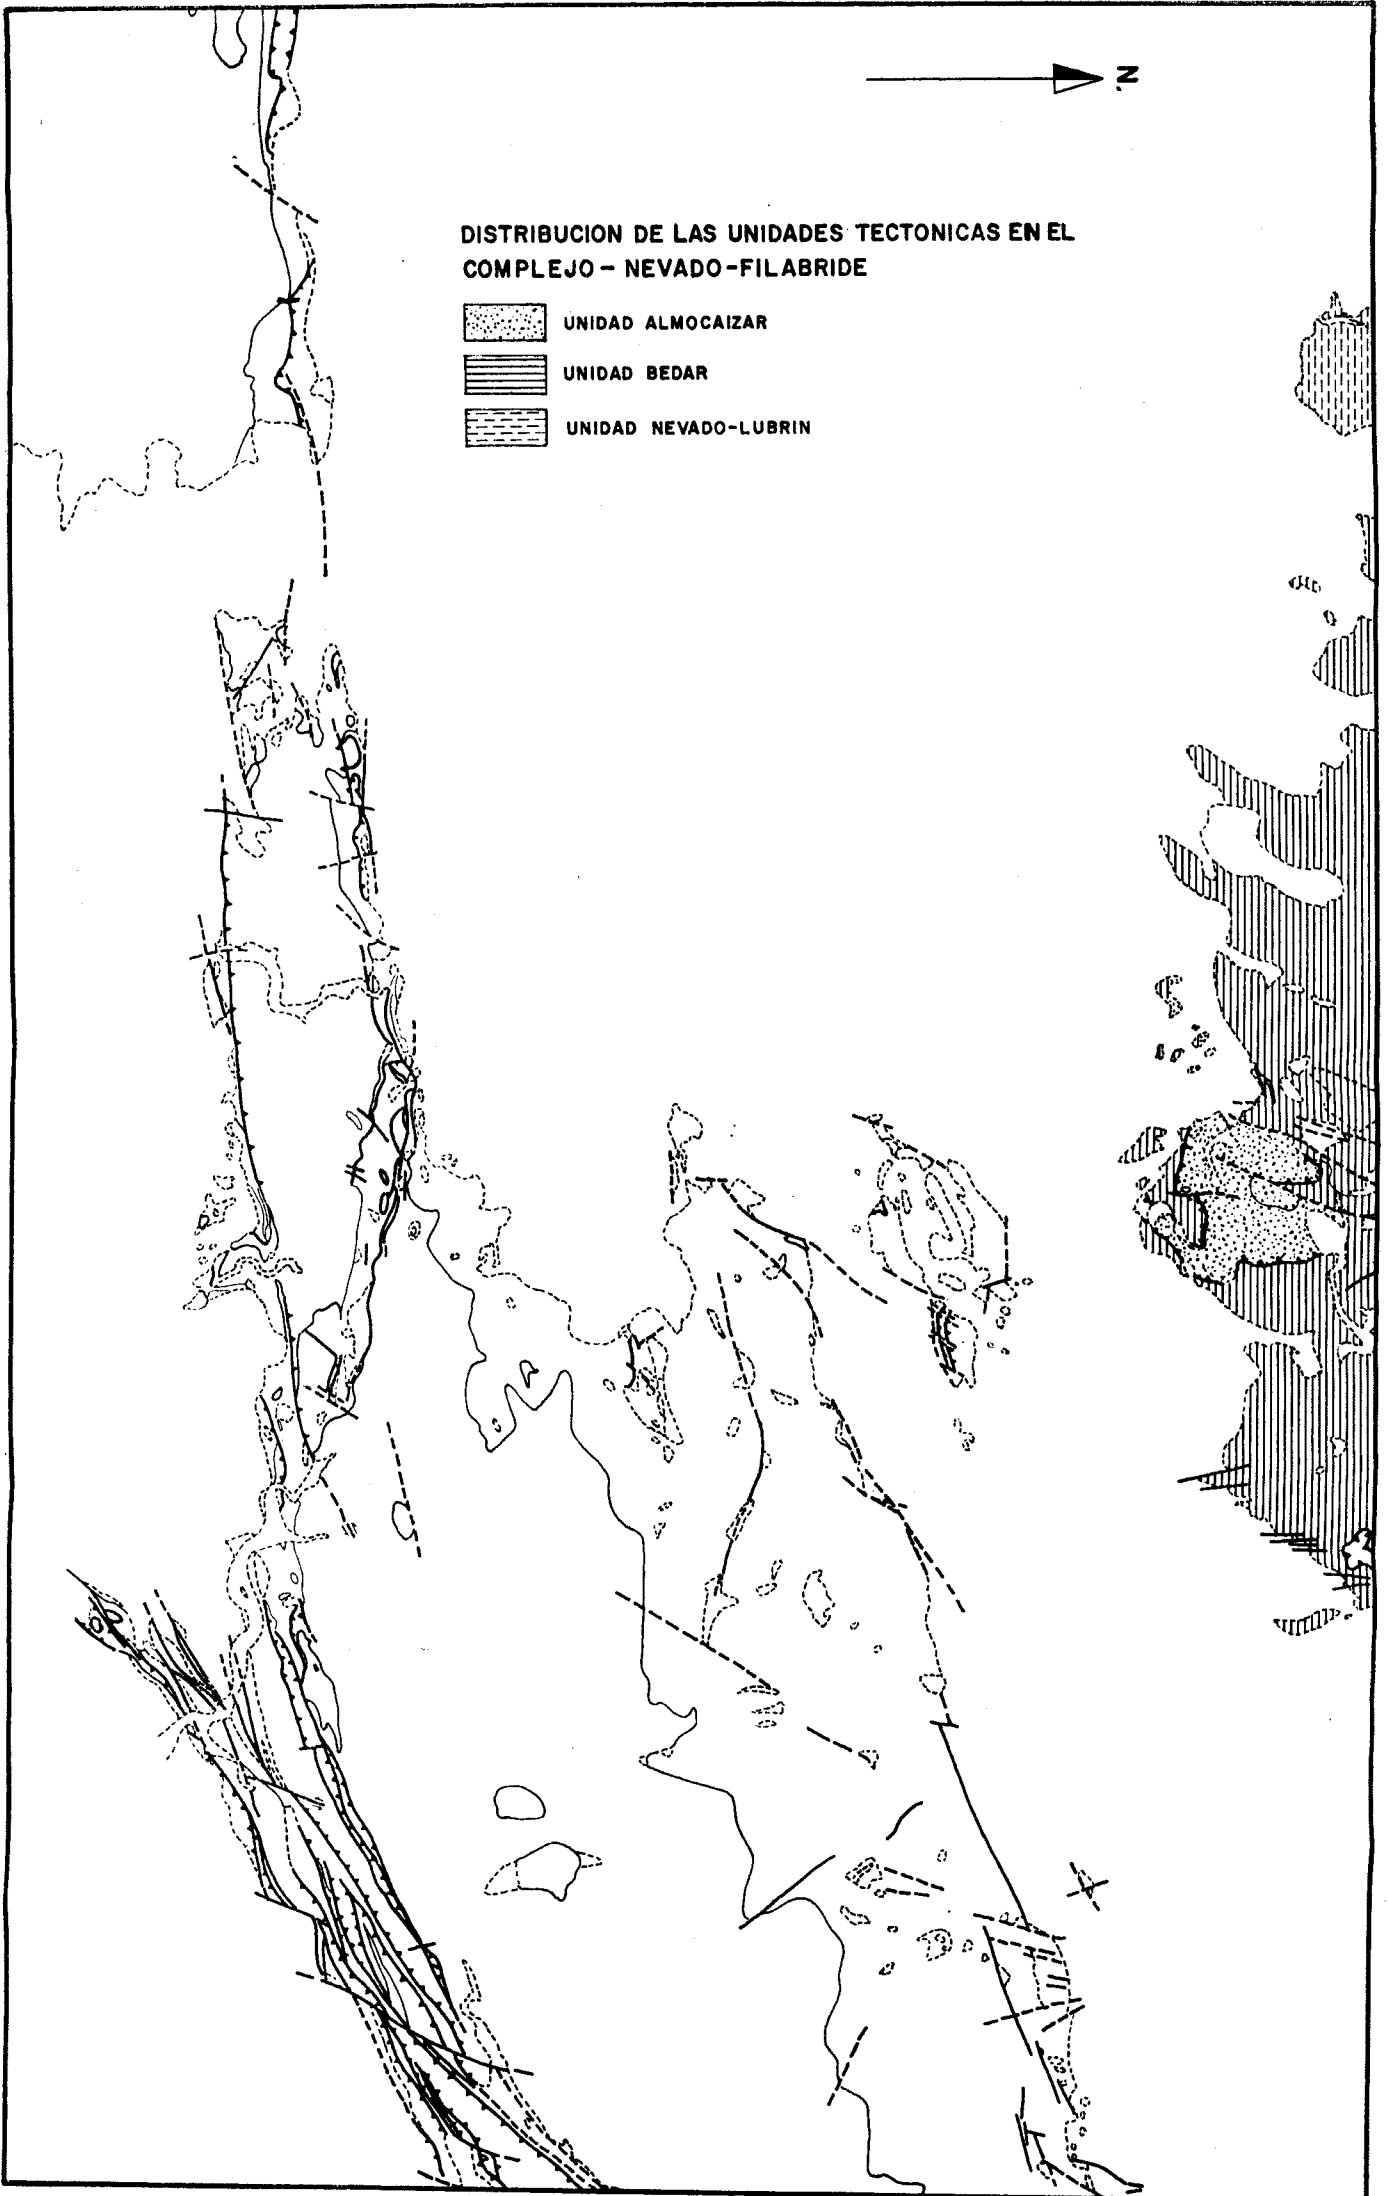 N.
DISTRIBUCION DE LAS UNIDADES TECTONICAS EN EL
COMPLEJO - NEVADO-FILABRIDE
UNIDAD ALMOCAIZAR
UNIDAD BEDAR
UNIDAD NEVADO-LUBRIN